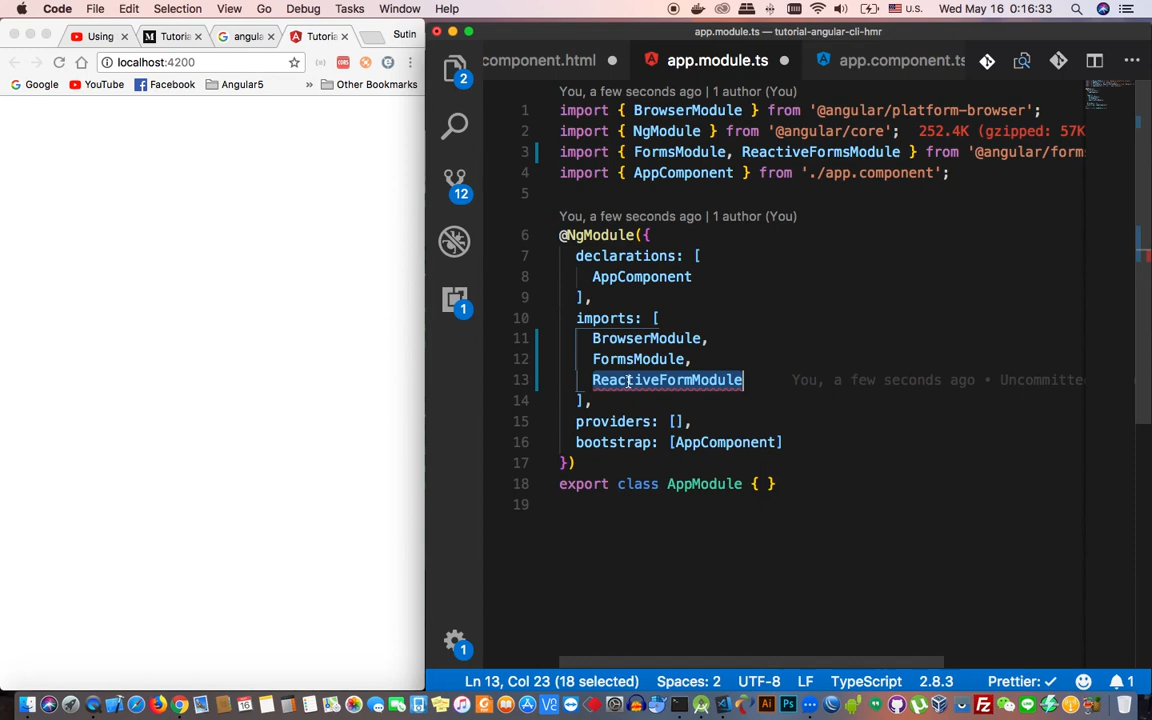 Code File Edit Selection View Go Debug Tasks Window Help U.S. Wed May 16 0:16:33
Using Tutoria angula Tutoria Sutin
app.module.ts — tutorial-angular-cli-hmr
localhost:4200
Google YouTube Facebook Angular5 >> Other Bookmarks
component.html app.module.ts app.component.ts
You, a few seconds ago | 1 author (You)
1 import { BrowserModule } from '@angular/platform-browser';
2 import { NgModule } from '@angular/core'; 252.4K (gzipped: 57K
3 import { FormsModule, ReactiveFormsModule } from '@angular/forms
4 import { AppComponent } from './app.component';
5
You, a few seconds ago | 1 author (You)
6 @NgModule({
7 declarations: [
8 AppComponent
9 ],
10 imports: [
11 BrowserModule,
12 FormsModule,
13 ReactiveFormModule You, a few seconds ago • Uncommitte
14 ],
15 providers: [],
16 bootstrap: [AppComponent]
17 })
18 export class AppModule { }
19
2
12
1
1
Ln 13, Col 23 (18 selected) Spaces: 2 UTF-8 LF TypeScript 2.8.3 Prettier: ✓ 1